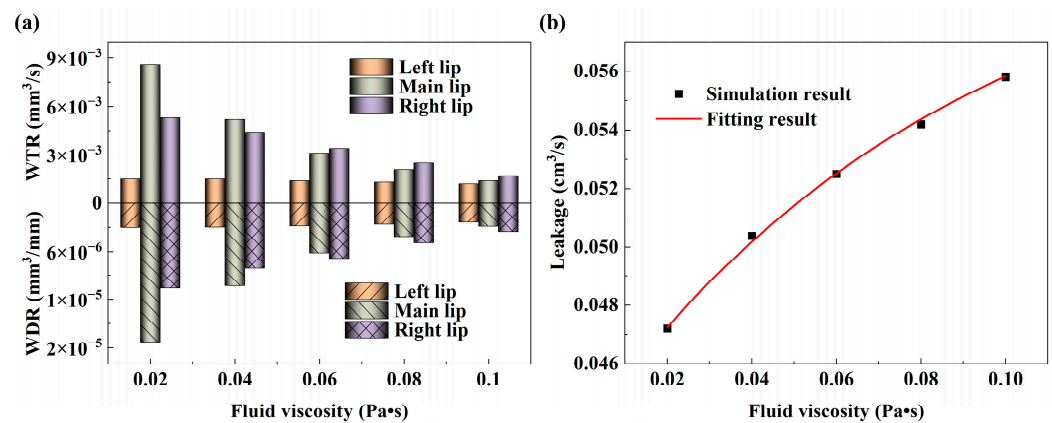 (a)
9×10⁻³
6×10⁻³
3×10⁻³
0
6×10⁻⁶
1×10⁻⁵
2×10⁻⁵
WTR (mm³/s)
WDR (mm³/mm)
Left lip
Main lip
Right lip
Left lip
Main lip
Right lip
0.02 0.04 0.06 0.08 0.1
Fluid viscosity (Pa•s)
(b)
0.056
0.054
0.052
0.050
0.048
0.046
Leakage (cm³/s)
Simulation result
Fitting result
0.02 0.04 0.06 0.08 0.10
Fluid viscosity (Pa•s)